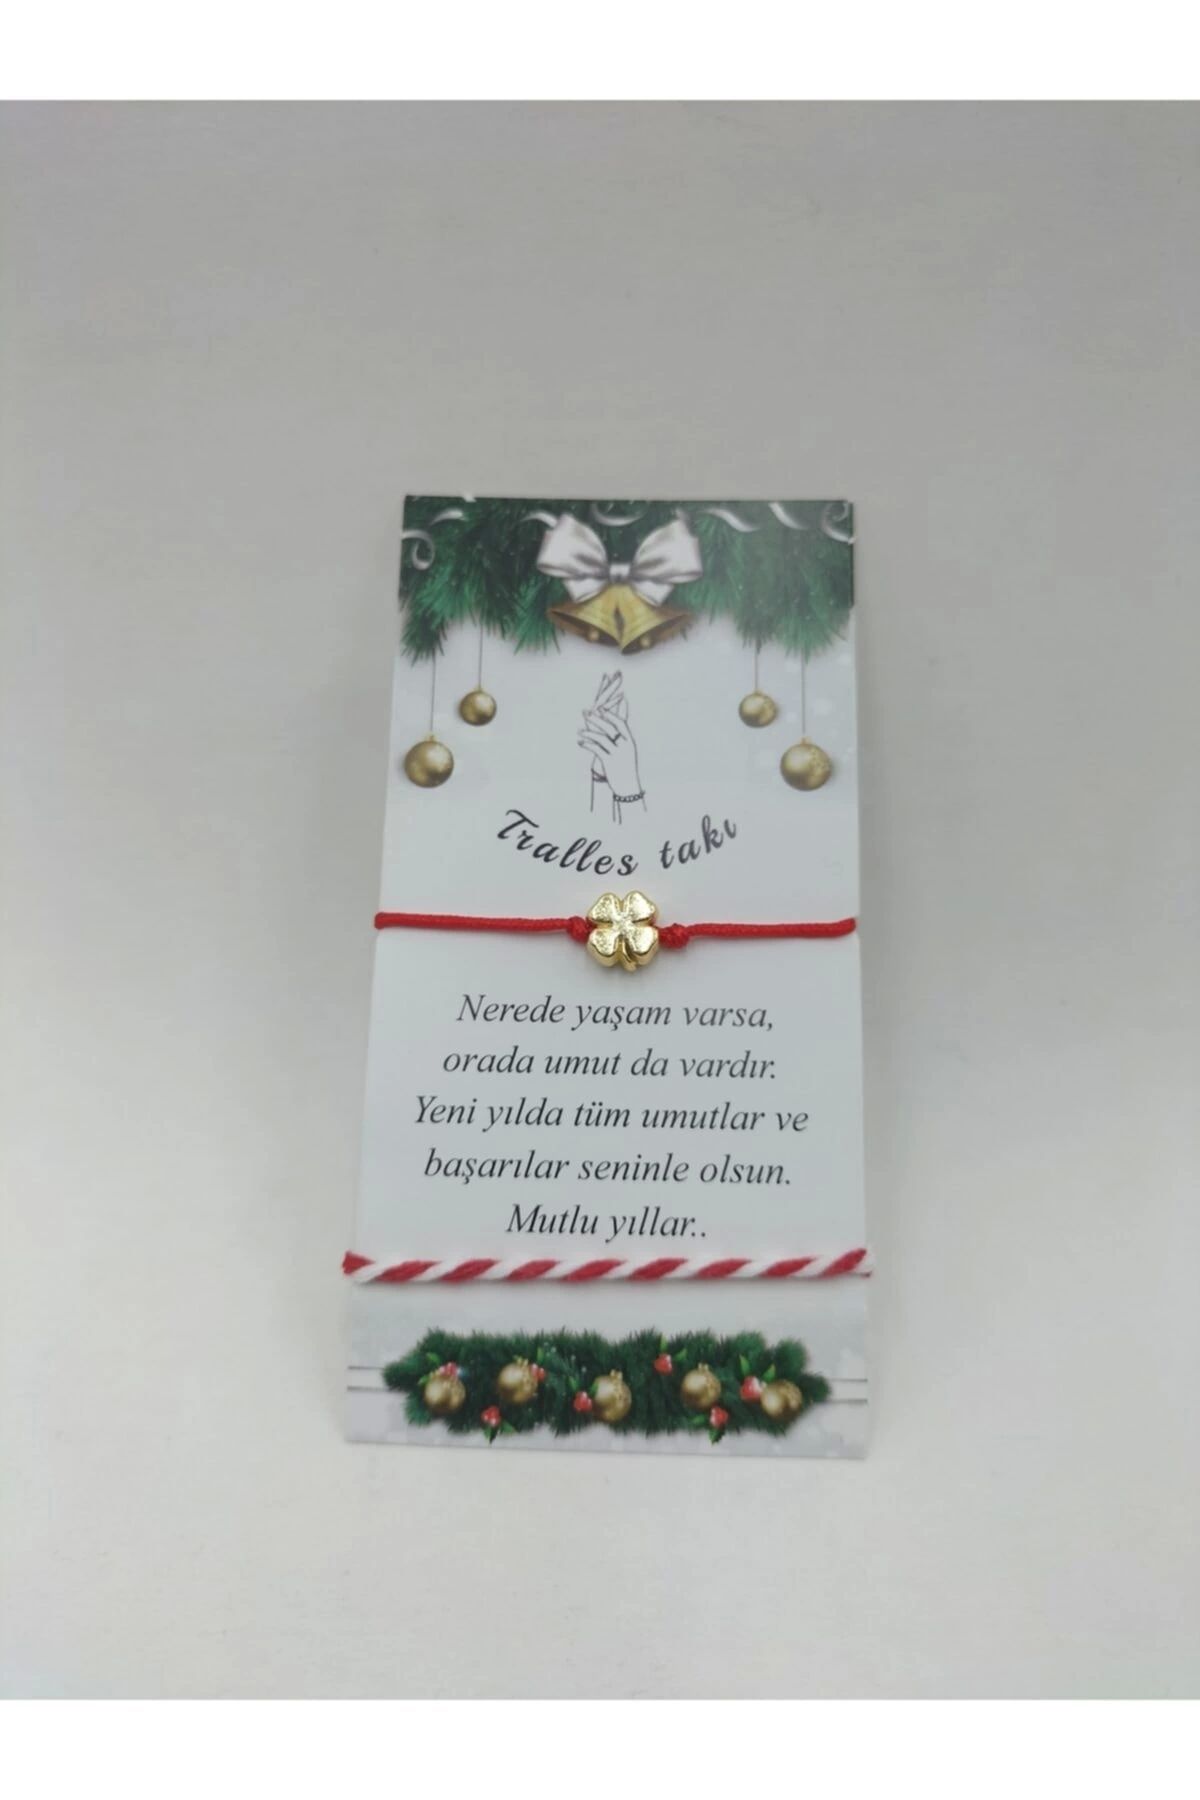 Tralles takı
Nerede yaşam varsa,
orada umut da vardır.
Yeni yılda tüm umutlar ve
başarılar seninle olsun.
Mutlu yıllar..